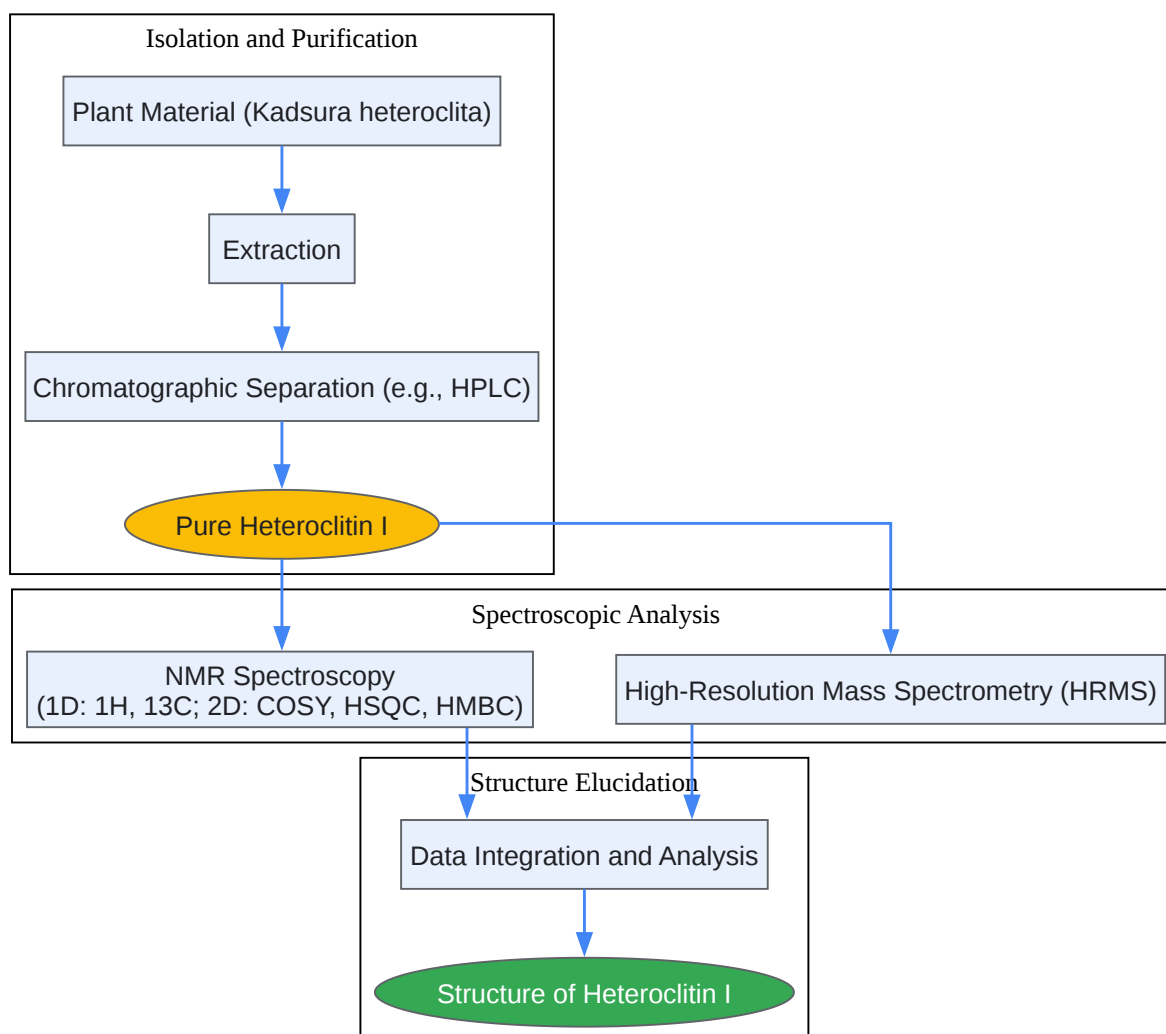 Isolation and Purification
Plant Material (Kadsura heteroclita)
Extraction
Chromatographic Separation (e.g., HPLC)
Pure Heteroclitin I
Spectroscopic Analysis
NMR Spectroscopy
(1D: 1H, 13C; 2D: COSY, HSQC, HMBC)
High-Resolution Mass Spectrometry (HRMS)
Structure Elucidation
Data Integration and Analysis
Structure of Heteroclitin I